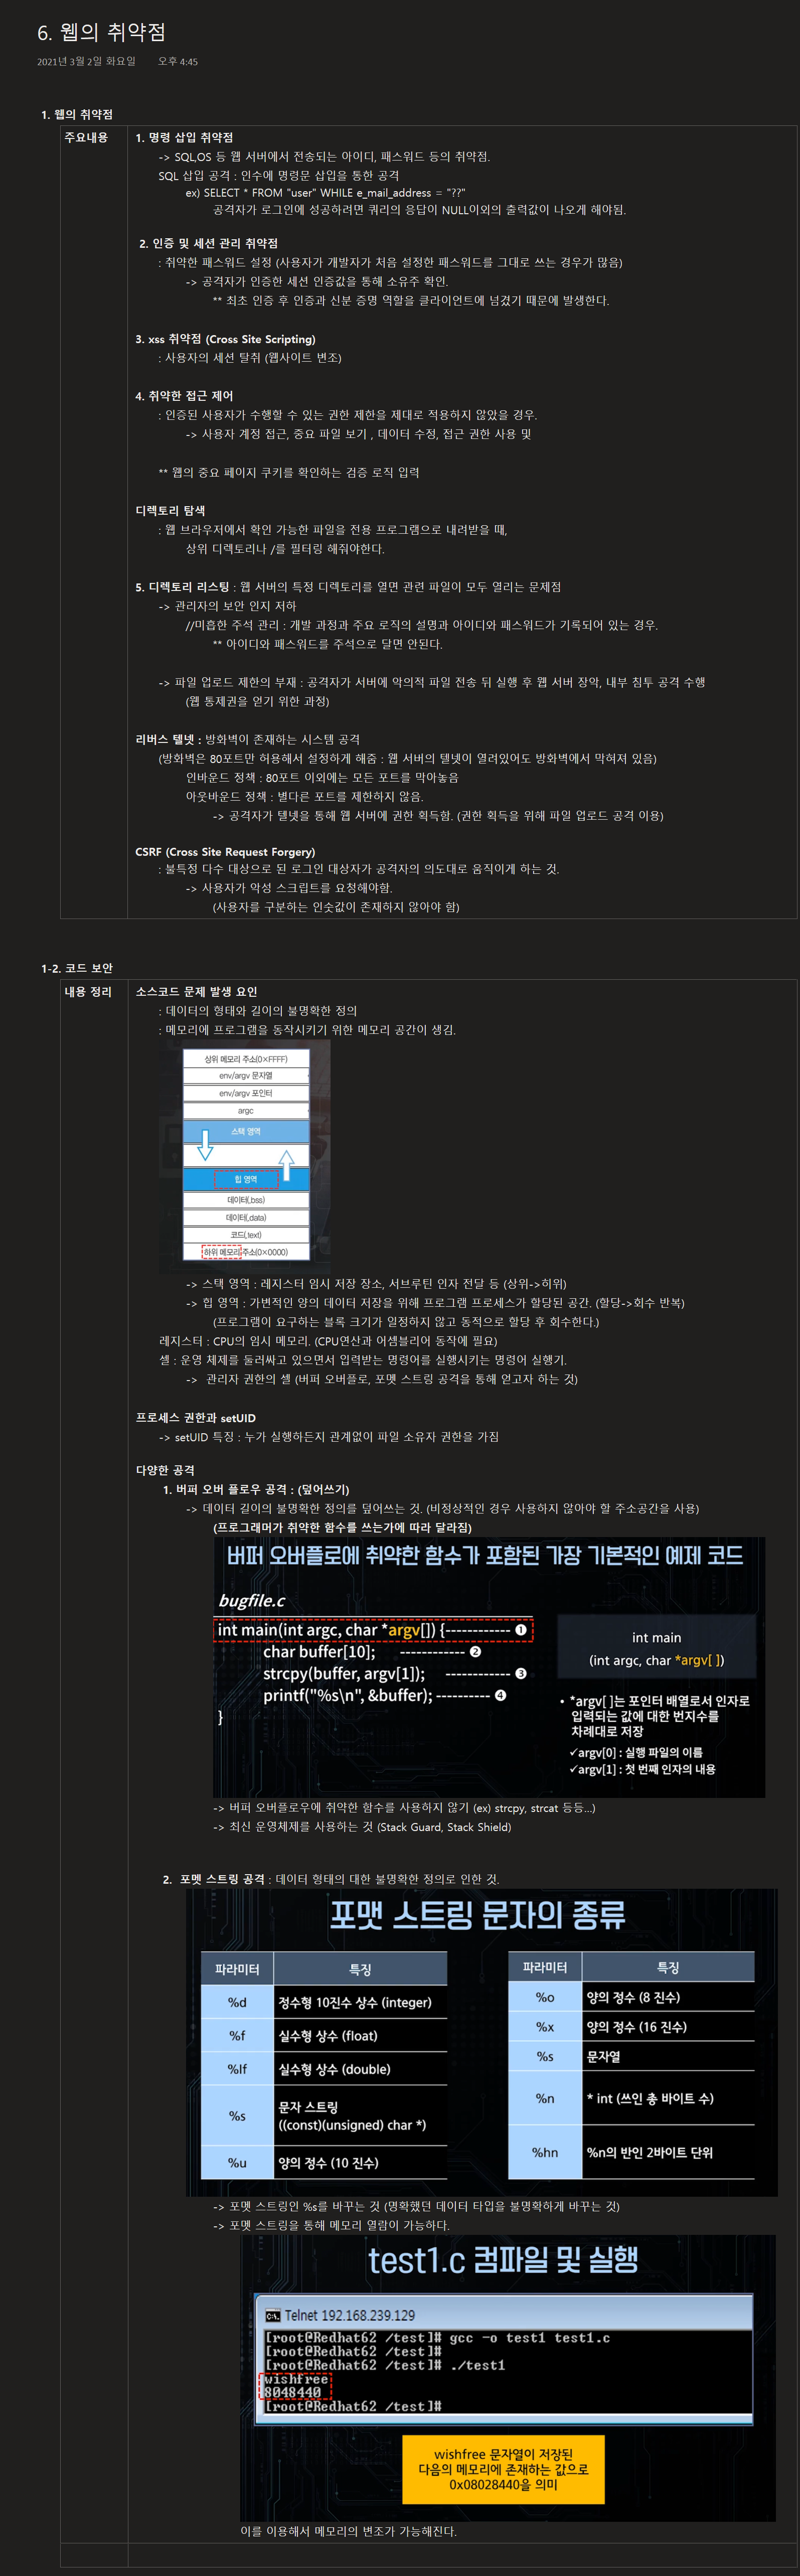 6. 웹의 취약점
2021년 3월 2일 화요일 오후 4:45
1. 웹의 취약점
주요내용
1. 명령 삽입 취약점
-> SQL,OS 등 웹 서버에서 전송되는 아이디, 패스워드 등의 취약점.
SQL 삽입 공격 : 인수에 명령문 삽입을 통한 공격
ex) SELECT * FROM "user" WHILE e_mail_address = "??"
공격자가 로그인에 성공하려면 쿼리의 응답이 NULL이외의 출력값이 나오게 해야됨.
2. 인증 및 세션 관리 취약점
: 취약한 패스워드 설정 (사용자가 개발자가 처음 설정한 패스워드를 그대로 쓰는 경우가 많음)
-> 공격자가 인증한 세션 인증값을 통해 소유주 확인.
** 최초 인증 후 인증과 신분 증명 역할을 클라이언트에 넘겼기 때문에 발생한다.
3. xss 취약점 (Cross Site Scripting)
: 사용자의 세션 탈취 (웹사이트 변조)
4. 취약한 접근 제어
: 인증된 사용자가 수행할 수 있는 권한 제한을 제대로 적용하지 않았을 경우.
-> 사용자 계정 접근, 중요 파일 보기 , 데이터 수정, 접근 권한 사용 및
** 웹의 중요 페이지 쿠키를 확인하는 검증 로직 입력
디렉토리 탐색
: 웹 브라우저에서 확인 가능한 파일을 전용 프로그램으로 내려받을 때,
상위 디렉토리나 /를 필터링 해줘야한다.
5. 디렉토리 리스팅 : 웹 서버의 특정 디렉토리를 열면 관련 파일이 모두 열리는 문제점
-> 관리자의 보안 인지 저하
//미흡한 주석 관리 : 개발 과정과 주요 로직의 설명과 아이디와 패스워드가 기록되어 있는 경우.
** 아이디와 패스워드를 주석으로 달면 안된다.
-> 파일 업로드 제한의 부재 : 공격자가 서버에 악의적 파일 전송 뒤 실행 후 웹 서버 장악, 내부 침투 공격 수행
(웹 통제권을 얻기 위한 과정)
리버스 텔넷 : 방화벽이 존재하는 시스템 공격
(방화벽은 80포트만 허용해서 설정하게 해줌 : 웹 서버의 텔넷이 열려있어도 방화벽에서 막혀져 있음)
인바운드 정책 : 80포트 이외에는 모든 포트를 막아놓음
아웃바운드 정책 : 별다른 포트를 제한하지 않음.
-> 공격자가 텔넷을 통해 웹 서버에 권한 획득함. (권한 획득을 위해 파일 업로드 공격 이용)
CSRF (Cross Site Request Forgery)
: 불특정 다수 대상으로 된 로그인 대상자가 공격자의 의도대로 움직이게 하는 것.
-> 사용자가 악성 스크립트를 요청해야함.
(사용자를 구분하는 인숫값이 존재하지 않아야 함)
1-2. 코드 보안
내용 정리
소스코드 문제 발생 요인
: 데이터의 형태와 길이의 불명확한 정의
: 메모리에 프로그램을 동작시키기 위한 메모리 공간이 생김.
상위 메모리 주소(0×FFFF)
env/argv 문자열
env/argv 포인터
argc
스택 영역
힙 영역
데이터(.bss)
데이터(.data)
코드(.text)
하위 메모리 주소(0×0000)
-> 스택 영역 : 레지스터 임시 저장 장소, 서브루틴 인자 전달 등 (상위->히위)
-> 힙 영역 : 가변적인 양의 데이터 저장을 위해 프로그램 프로세스가 할당된 공간. (할당->회수 반복)
(프로그램이 요구하는 블록 크기가 일정하지 않고 동적으로 할당 후 회수한다.)
레지스터 : CPU의 임시 메모리. (CPU연산과 어셈블리어 동작에 필요)
셸 : 운영 체제를 둘러싸고 있으면서 입력받는 명령어를 실행시키는 명령어 실행기.
-> 관리자 권한의 셸 (버퍼 오버플로, 포맷 스트링 공격을 통해 얻고자 하는 것)
프로세스 권한과 setUID
-> setUID 특징 : 누가 실행하든지 관계없이 파일 소유자 권한을 가짐
다양한 공격
1. 버퍼 오버 플로우 공격 : (덮어쓰기)
-> 데이터 길이의 불명확한 정의를 덮어쓰는 것. (비정상적인 경우 사용하지 않아야 할 주소공간을 사용)
(프로그래머가 취약한 함수를 쓰는가에 따라 달라짐)
버퍼 오버플로에 취약한 함수가 포함된 가장 기본적인 예제 코드
bugfile.c
int main(int argc, char *argv[]) {------------ ❶
char buffer[10]; ------------ ❷
strcpy(buffer, argv[1]); ------------ ❸
printf("%s\n", &buffer); ---------- ❹
}
int main
(int argc, char *argv[ ])
• *argv[ ]는 포인터 배열로서 인자로
입력되는 값에 대한 번지수를
차례대로 저장
✓argv[0] : 실행 파일의 이름
✓argv[1] : 첫 번째 인자의 내용
-> 버퍼 오버플로우에 취약한 함수를 사용하지 않기 (ex) strcpy, strcat 등등...)
-> 최신 운영체제를 사용하는 것 (Stack Guard, Stack Shield)
2. 포멧 스트링 공격 : 데이터 형태의 대한 불명확한 정의로 인한 것.
포맷 스트링 문자의 종류
파라미터 특징
%d 정수형 10진수 상수 (integer)
%f 실수형 상수 (float)
%lf 실수형 상수 (double)
%s 문자 스트링
((const)(unsigned) char *)
%u 양의 정수 (10 진수)
파라미터 특징
%o 양의 정수 (8 진수)
%x 양의 정수 (16 진수)
%s 문자열
%n * int (쓰인 총 바이트 수)
%hn %n의 반인 2바이트 단위
-> 포멧 스트링인 %s를 바꾸는 것 (명확했던 데이터 타입을 불명확하게 바꾸는 것)
-> 포멧 스트링을 통해 메모리 열람이 가능하다.
test1.c 컴파일 및 실행
Telnet 192.168.239.129
[root@Redhat62 /test]# gcc -o test1 test1.c
[root@Redhat62 /test]#
[root@Redhat62 /test]# ./test1
wishfree
8048440
[root@Redhat62 /test]#
wishfree 문자열이 저장된
다음의 메모리에 존재하는 값으로
0x08028440을 의미
이를 이용해서 메모리의 변조가 가능해진다.